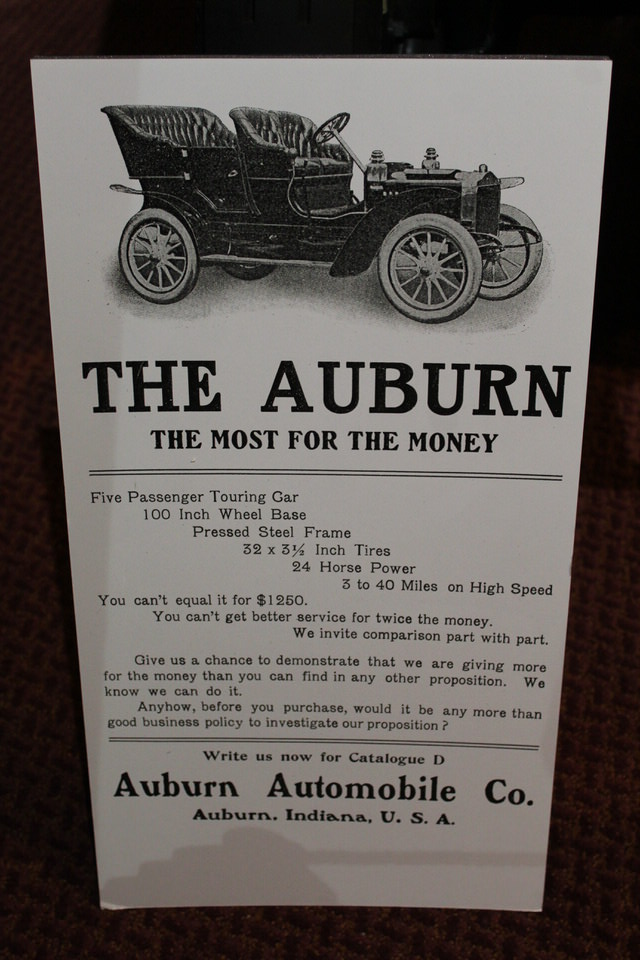 THE AUBURN
THE MOST FOR THE MONEY
Five Passenger Touring Car
100 Inch Wheel Base
Pressed Steel Frame
32 x 3½ Inch Tires
24 Horse Power
3 to 40 Miles on High Speed
You can't equal it for $1250.
You can't get better service for twice the money.
We invite comparison part with part.
Give us a chance to demonstrate that we are giving more
for the money than you can find in any other proposition. We
know we can do it.
Anyhow, before you purchase, would it be any more than
good business policy to investigate our proposition?
Write us now for Catalogue D
Auburn Automobile Co.
Auburn, Indiana, U. S. A.